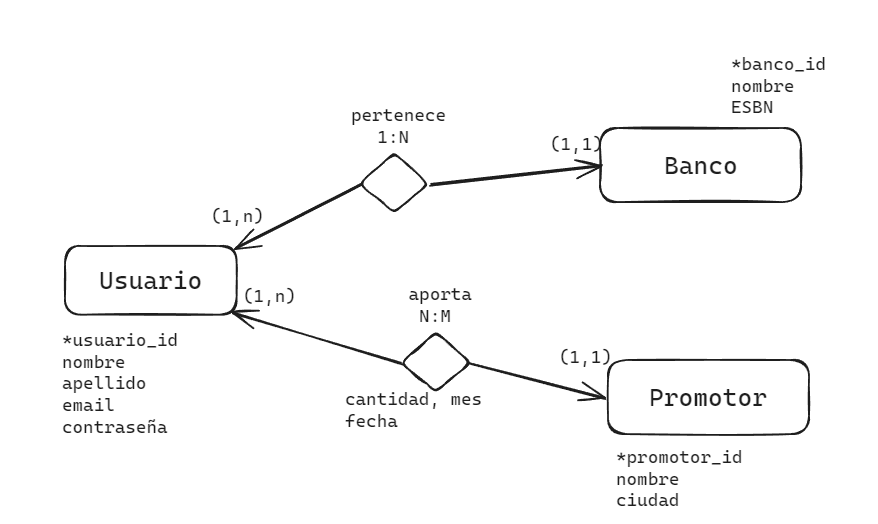 *banco_id
nombre
ESBN
pertenece
1:N
(1,1)
Banco
(1,n)
Usuario
(1,n)
aporta
N:M
*usuario_id
nombre
apellido
email
contraseña
(1,1)
cantidad, mes
fecha
Promotor
*promotor_id
nombre
ciudad